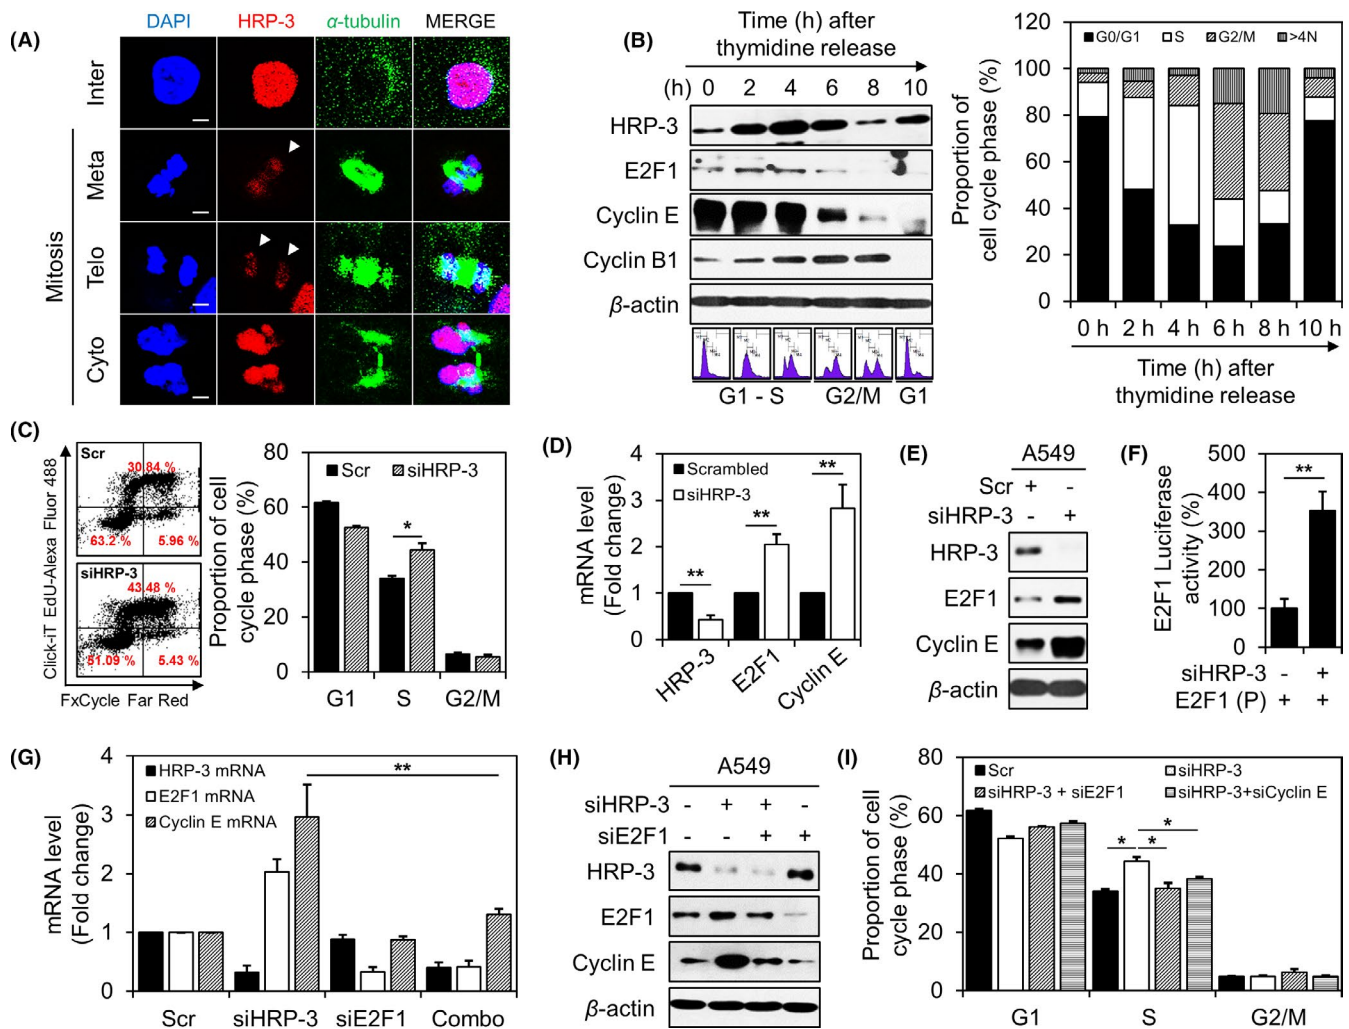 (A)
DAPI HRP-3 α-tubulin MERGE
Inter
Mitosis
Meta
Telo
Cyto
(B)
Time (h) after
thymidine release
(h) 0 2 4 6 8 10
HRP-3
E2F1
Cyclin E
Cyclin B1
β-actin
G1 - S G2/M G1
Proportion of
cell cycle phase (%)
120
100
80
60
40
20
0
G0/G1 S G2/M >4N
0 h 2 h 4 h 6 h 8 h 10 h
Time (h) after
thymidine release
(C)
Click-iT EdU-Alexa Fluor 488
Scr
30.84 %
63.2 % 5.96 %
siHRP-3
43.48 %
51.09 % 5.43 %
FxCycle Far Red
Proportion of cell
cycle phase (%)
80
60
40
20
0
Scr siHRP-3
*
G1 S G2/M
(D)
mRNA level
(Fold change)
4
3
2
1
0
Scrambled
siHRP-3
** ** **
HRP-3 E2F1 Cyclin E
(E)
A549
Scr + -
siHRP-3 - +
HRP-3
E2F1
Cyclin E
β-actin
(F)
E2F1 Luciferase
activity (%)
500
400
300
200
100
0
**
siHRP-3 - +
E2F1 (P) + +
(G)
mRNA level
(Fold change)
4
3
2
1
0
HRP-3 mRNA
E2F1 mRNA
Cyclin E mRNA
**
Scr siHRP-3 siE2F1 Combo
(H)
A549
siHRP-3 - + + -
siE2F1 - - + +
HRP-3
E2F1
Cyclin E
β-actin
(I)
Proportion of cell
cycle phase (%)
80
60
40
20
0
Scr siHRP-3
siHRP-3 + siE2F1 siHRP-3+siCyclin E
*
* *
G1 S G2/M